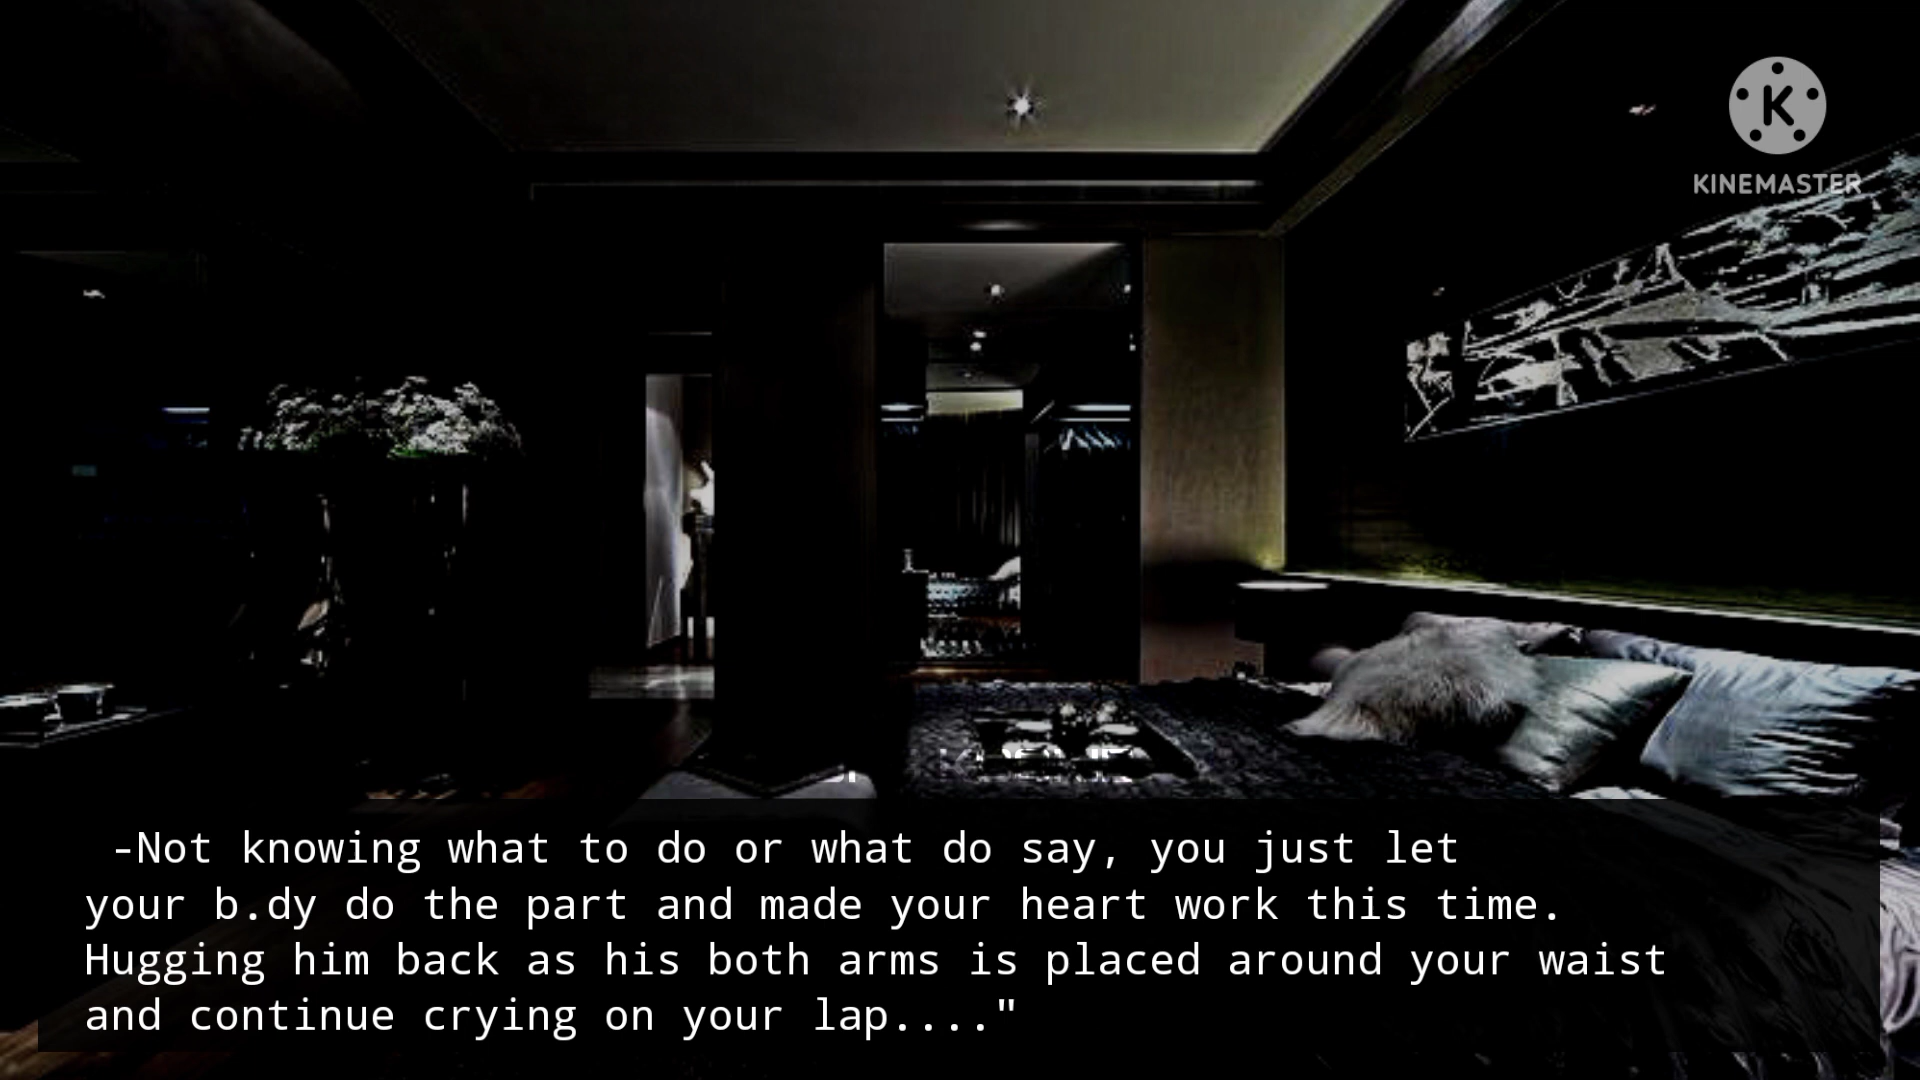 KINEMASTER
-Not knowing what to do or what do say, you just let
your b.dy do the part and made your heart work this time.
Hugging him back as his both arms is placed around your waist
and continue crying on your lap...."